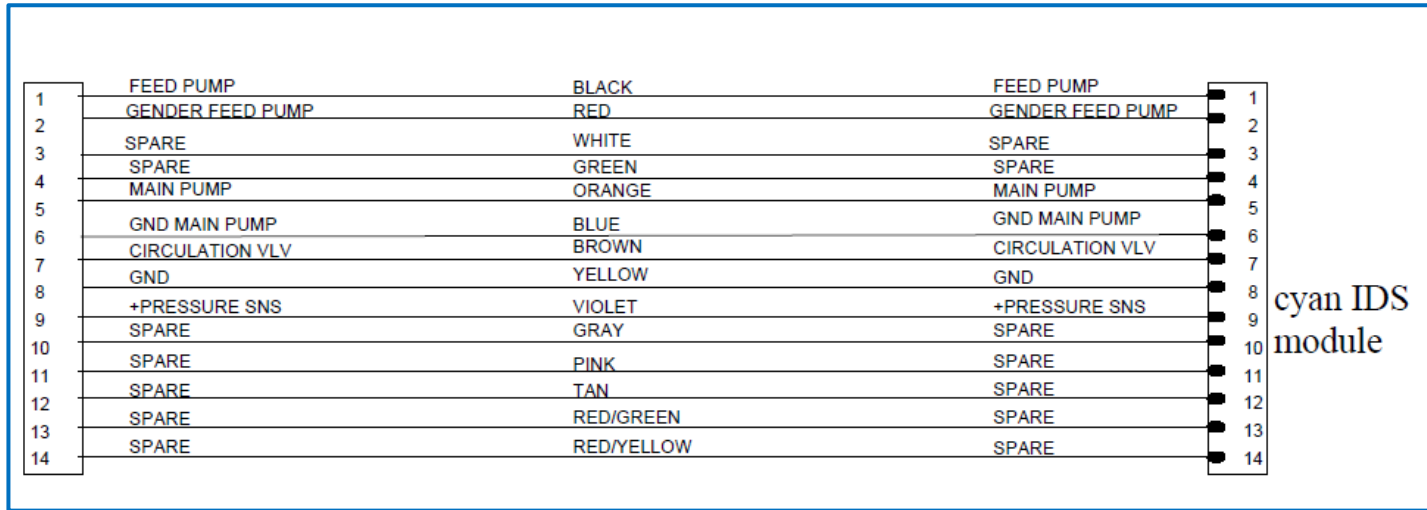 1 FEED PUMP BLACK FEED PUMP 1
2 GENDER FEED PUMP RED GENDER FEED PUMP 2
3 SPARE WHITE SPARE 3
4 SPARE GREEN SPARE 4
5 MAIN PUMP ORANGE MAIN PUMP 5
6 GND MAIN PUMP BLUE GND MAIN PUMP 6
7 CIRCULATION VLV BROWN CIRCULATION VLV 7
8 GND YELLOW GND 8
9 +PRESSURE SNS VIOLET +PRESSURE SNS 9
10 SPARE GRAY SPARE 10
11 SPARE PINK SPARE 11
12 SPARE TAN SPARE 12
13 SPARE RED/GREEN SPARE 13
14 SPARE RED/YELLOW SPARE 14
cyan IDS
module